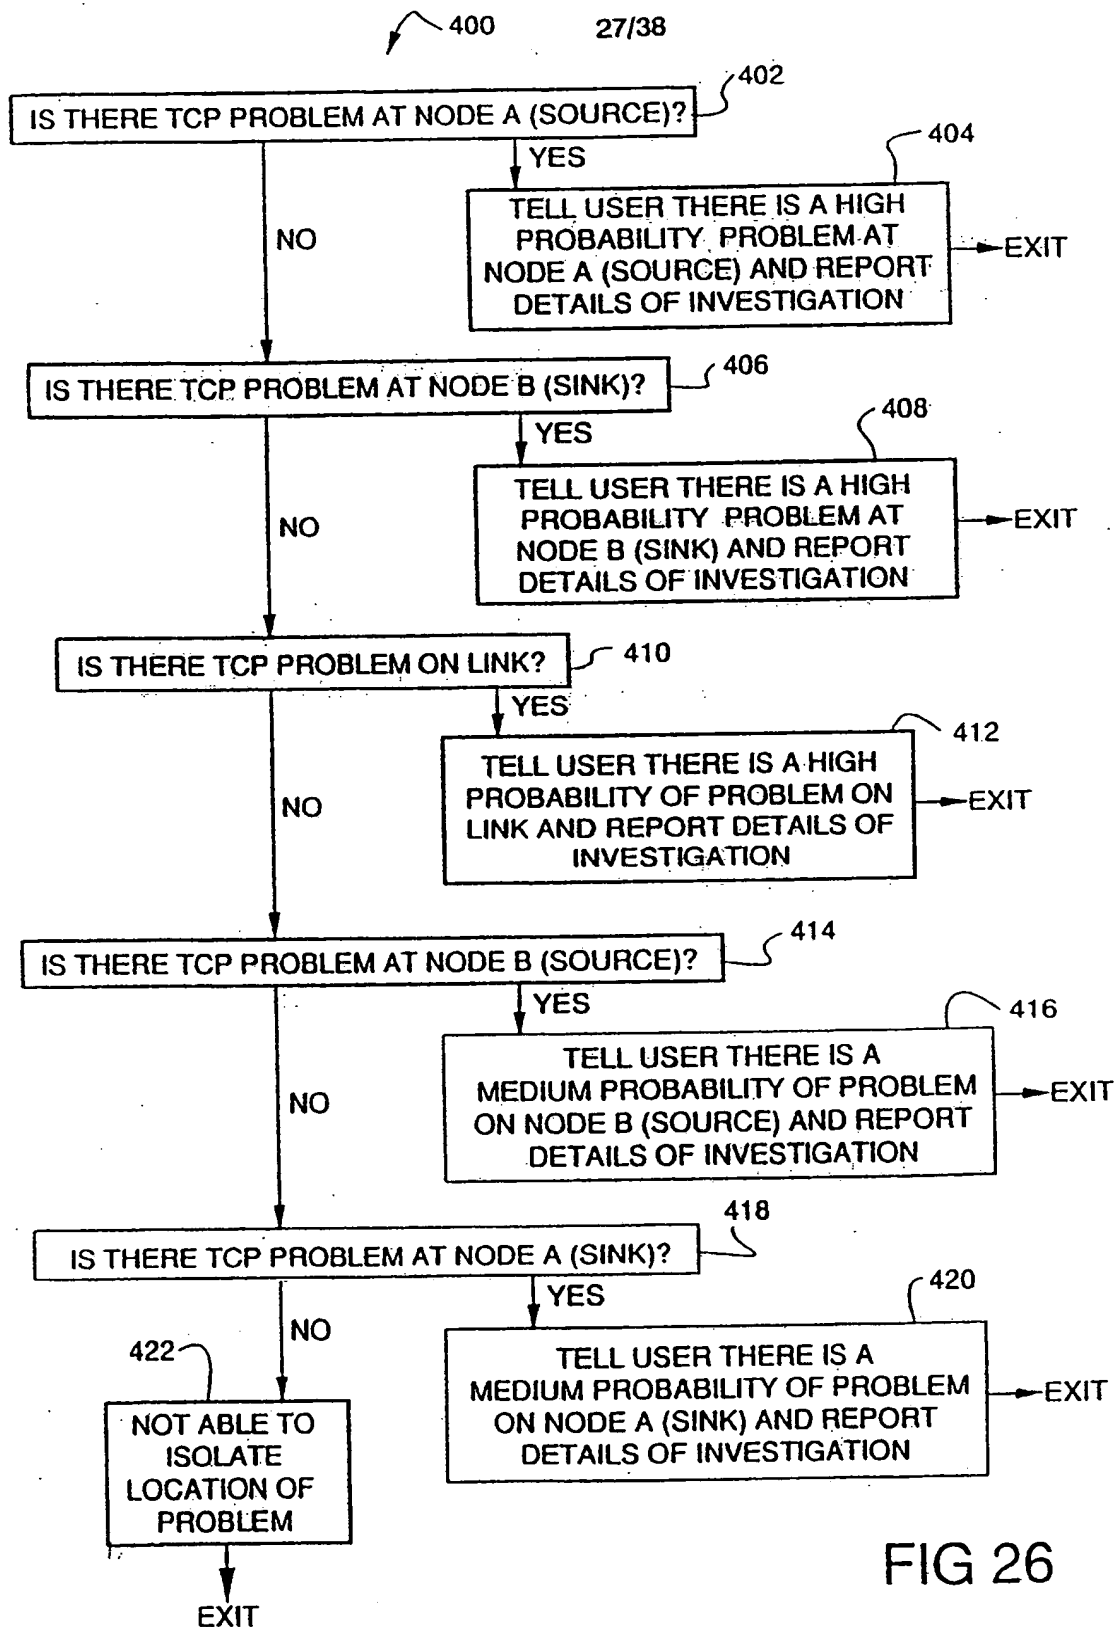 400
27/38
402
IS THERE TCP PROBLEM AT NODE A (SOURCE)?
YES
404
NO
TELL USER THERE IS A HIGH
PROBABILITY PROBLEM AT
NODE A (SOURCE) AND REPORT
DETAILS OF INVESTIGATION
EXIT
IS THERE TCP PROBLEM AT NODE B (SINK)?
406
YES
408
NO
TELL USER THERE IS A HIGH
PROBABILITY PROBLEM AT
NODE B (SINK) AND REPORT
DETAILS OF INVESTIGATION
EXIT
IS THERE TCP PROBLEM ON LINK?
410
YES
412
NO
TELL USER THERE IS A HIGH
PROBABILITY OF PROBLEM ON
LINK AND REPORT DETAILS OF
INVESTIGATION
EXIT
IS THERE TCP PROBLEM AT NODE B (SOURCE)?
414
YES
416
NO
TELL USER THERE IS A
MEDIUM PROBABILITY OF PROBLEM
ON NODE B (SOURCE) AND REPORT
DETAILS OF INVESTIGATION
EXIT
IS THERE TCP PROBLEM AT NODE A (SINK)?
418
YES
420
NO
422
TELL USER THERE IS A
MEDIUM PROBABILITY OF PROBLEM
ON NODE A (SINK) AND REPORT
DETAILS OF INVESTIGATION
EXIT
NOT ABLE TO
ISOLATE
LOCATION OF
PROBLEM
EXIT
FIG 26